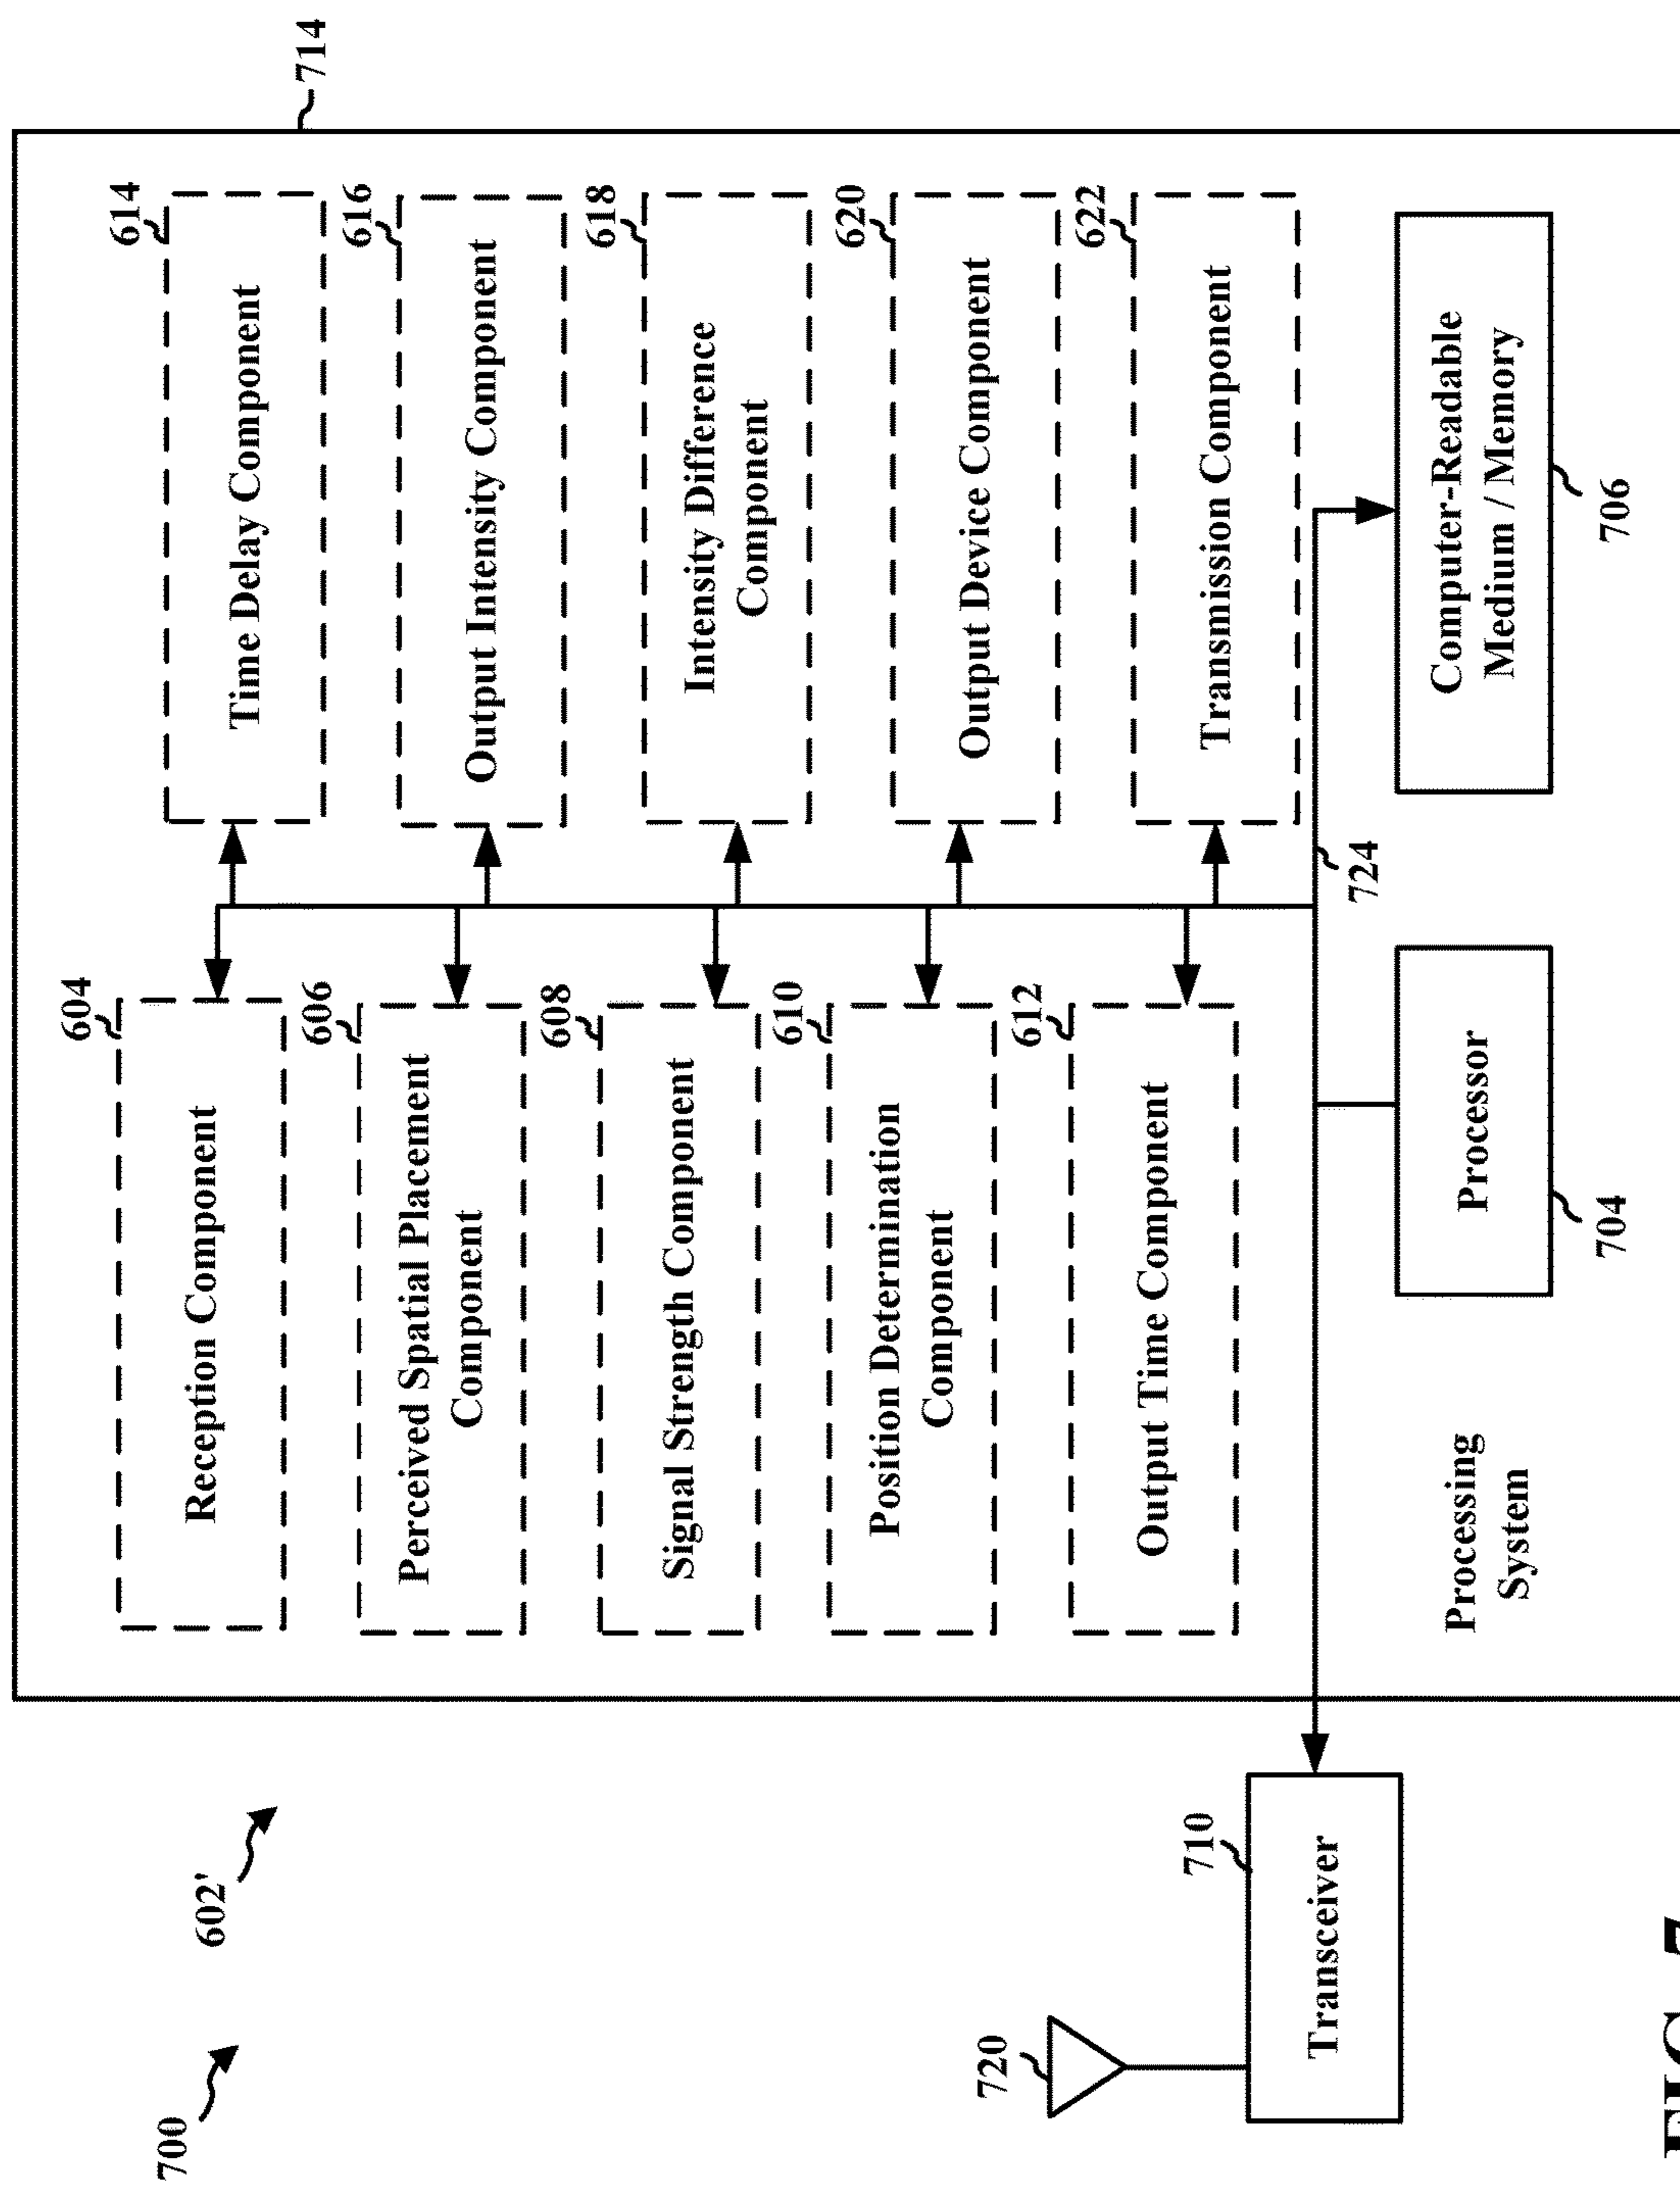 700
602'
714
604
Reception Component
606
Perceived Spatial Placement
Component
608
Signal Strength Component
610
Position Determination
Component
612
Output Time Component
614
Time Delay Component
616
Output Intensity Component
618
Intensity Difference
Component
620
Output Device Component
622
Transmission Component
724
720
710
Transceiver
Processing
System
Processor
704
Computer-Readable
Medium / Memory
706
FIG. 7